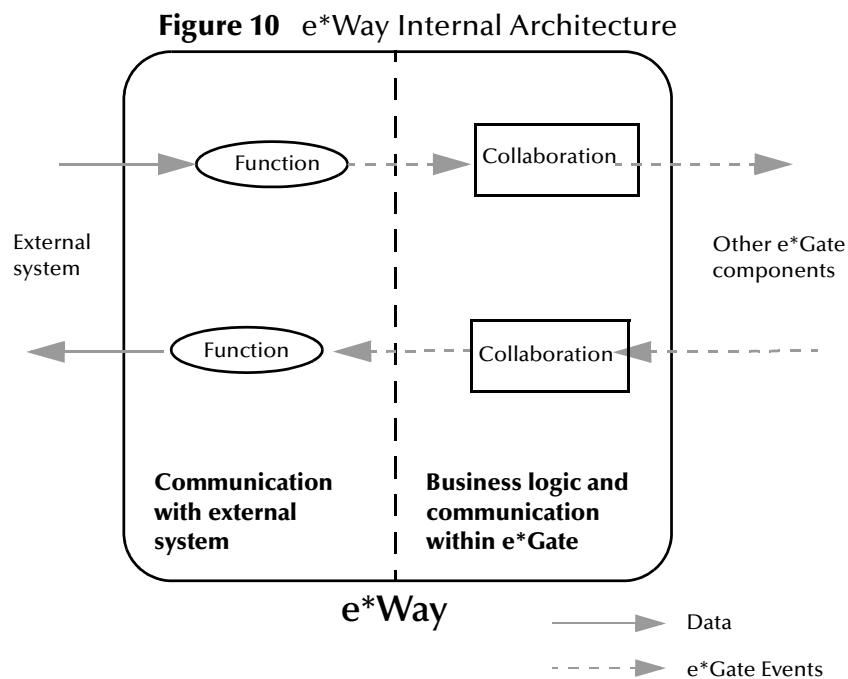 Figure 10 e*Way Internal Architecture
Function
Collaboration
External
system
Other e*Gate
components
Function
Collaboration
Communication
with external
system
Business logic and
communication
within e*Gate
e*Way
Data
e*Gate Events